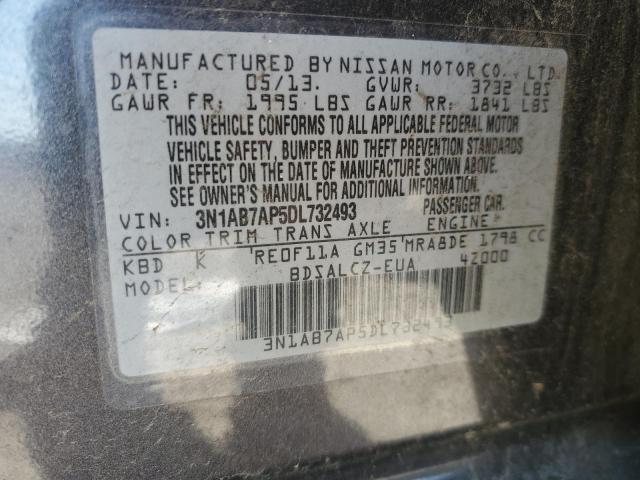 MANUFACTURED BY NISSAN MOTOR CO., LTD.
DATE: 05/13. GVWR: 3732 LBS
GAWR FR: 1995 LBS GAWR RR: 1841 LBS
THIS VEHICLE CONFORMS TO ALL APPLICABLE FEDERAL MOTOR
VEHICLE SAFETY, BUMPER AND THEFT PREVENTION STANDARDS
IN EFFECT ON THE DATE OF MANUFACTURE SHOWN ABOVE.
SEE OWNER'S MANUAL FOR ADDITIONAL INFORMATION.
VIN: 3N1AB7AP5DL732493 PASSENGER CAR.
COLOR TRIM TRANS AXLE ENGINE
KBD K RE0F11A GM35 MRA8DE 1798 CC
MODEL: BDSALCZ-EUA 42000
3N1AB7AP5DL732493